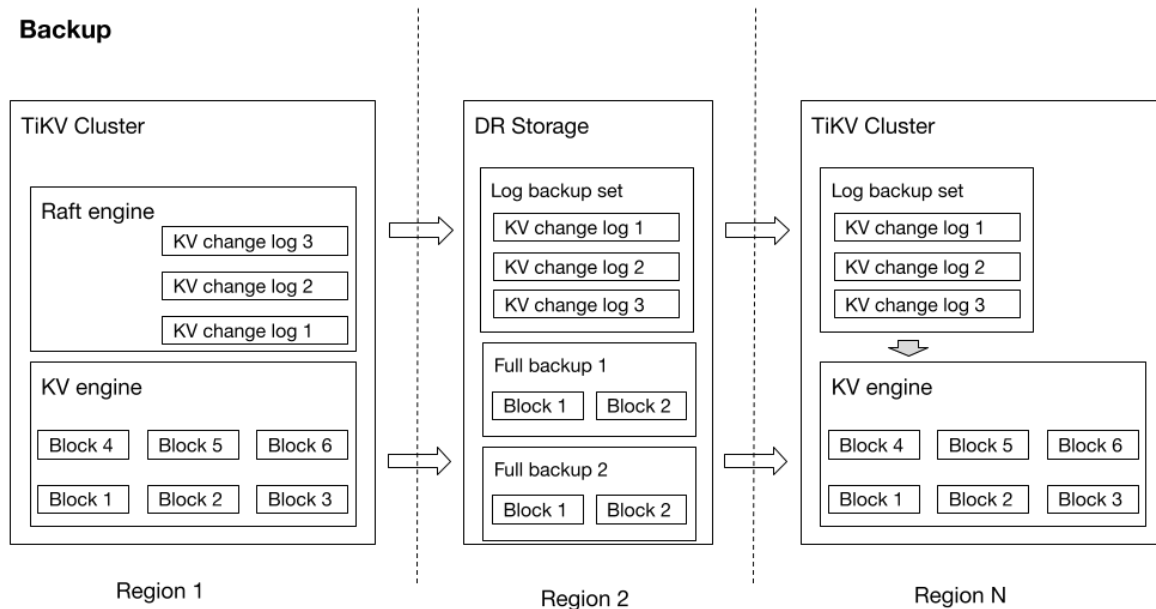 Backup
TiKV Cluster
Raft engine
KV change log 3
KV change log 2
KV change log 1
KV engine
Block 4 Block 5 Block 6
Block 1 Block 2 Block 3
Region 1
DR Storage
Log backup set
KV change log 1
KV change log 2
KV change log 3
Full backup 1
Block 1 Block 2
Full backup 2
Block 1 Block 2
Region 2
TiKV Cluster
Log backup set
KV change log 1
KV change log 2
KV change log 3
KV engine
Block 4 Block 5 Block 6
Block 1 Block 2 Block 3
Region N